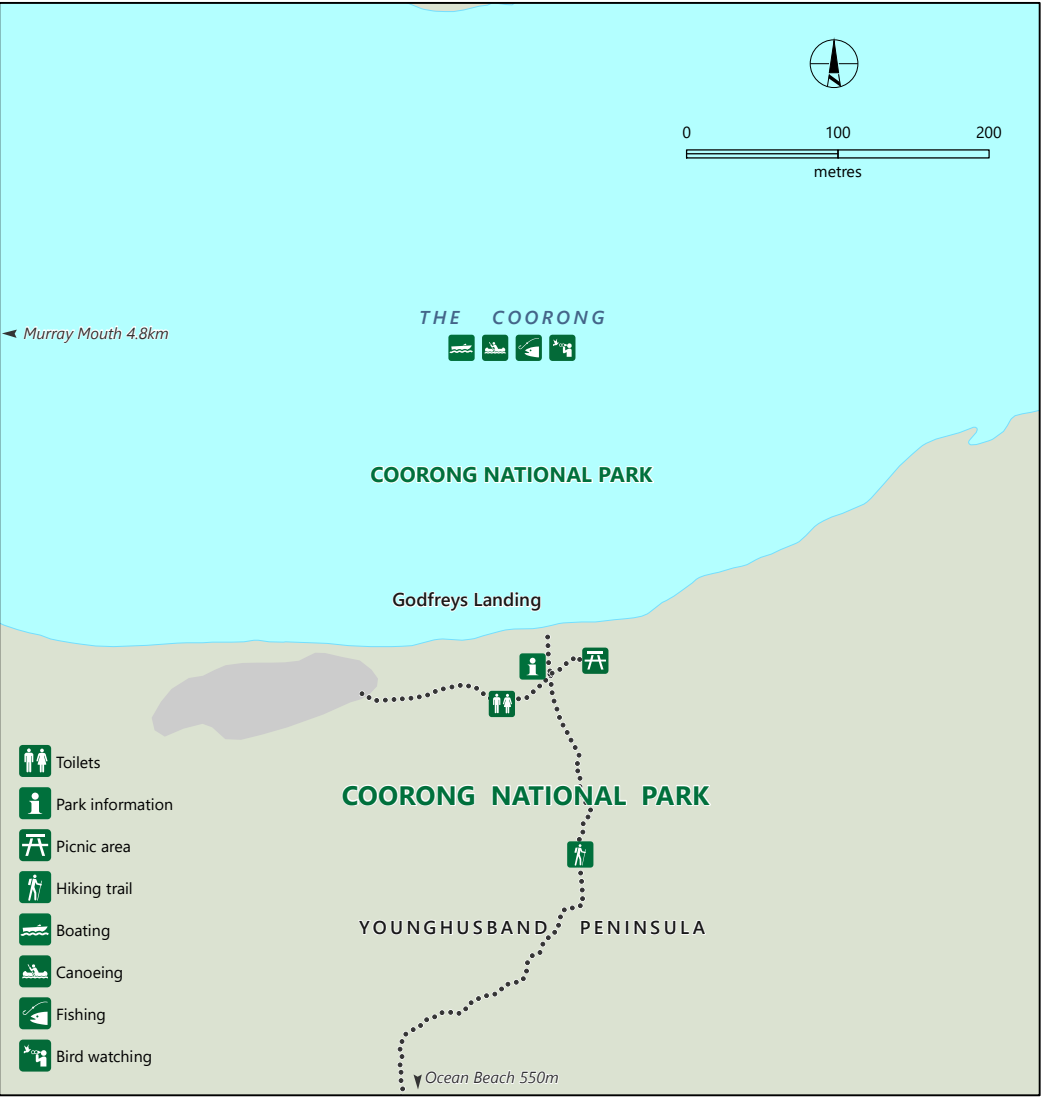 0 100 200
metres
THE COORONG
Murray Mouth 4.8km
COORONG NATIONAL PARK
Godfreys Landing
Toilets
Park information
COORONG NATIONAL PARK
Picnic area
Hiking trail
YOUNGHUSBAND PENINSULA
Boating
Canoeing
Fishing
Bird watching
Ocean Beach 550m